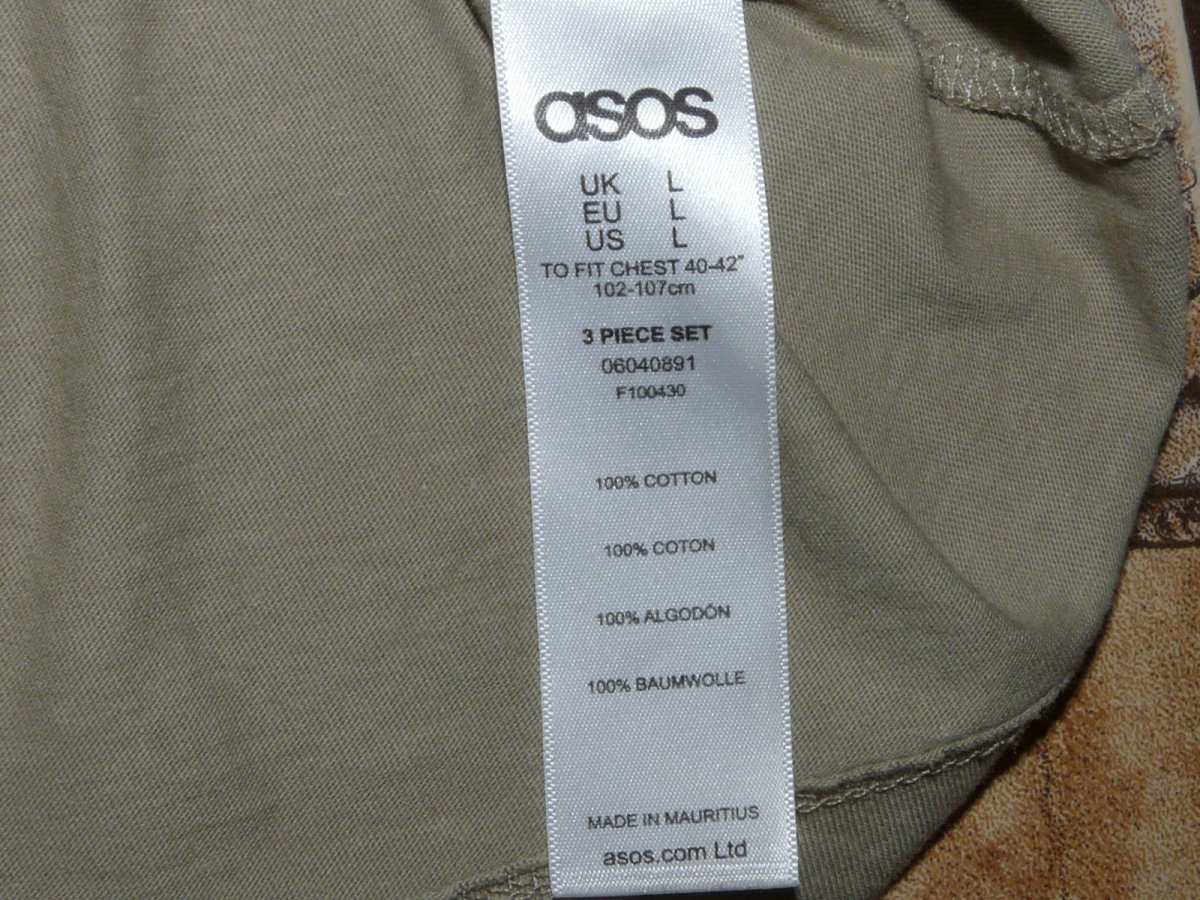 asos
UK L
EU L
US L
TO FIT CHEST 40-42"
102-107cm
3 PIECE SET
06040891
F100430
100% COTTON
100% COTON
100% ALGODÓN
100% BAUMWOLLE
MADE IN MAURITIUS
asos.com Ltd